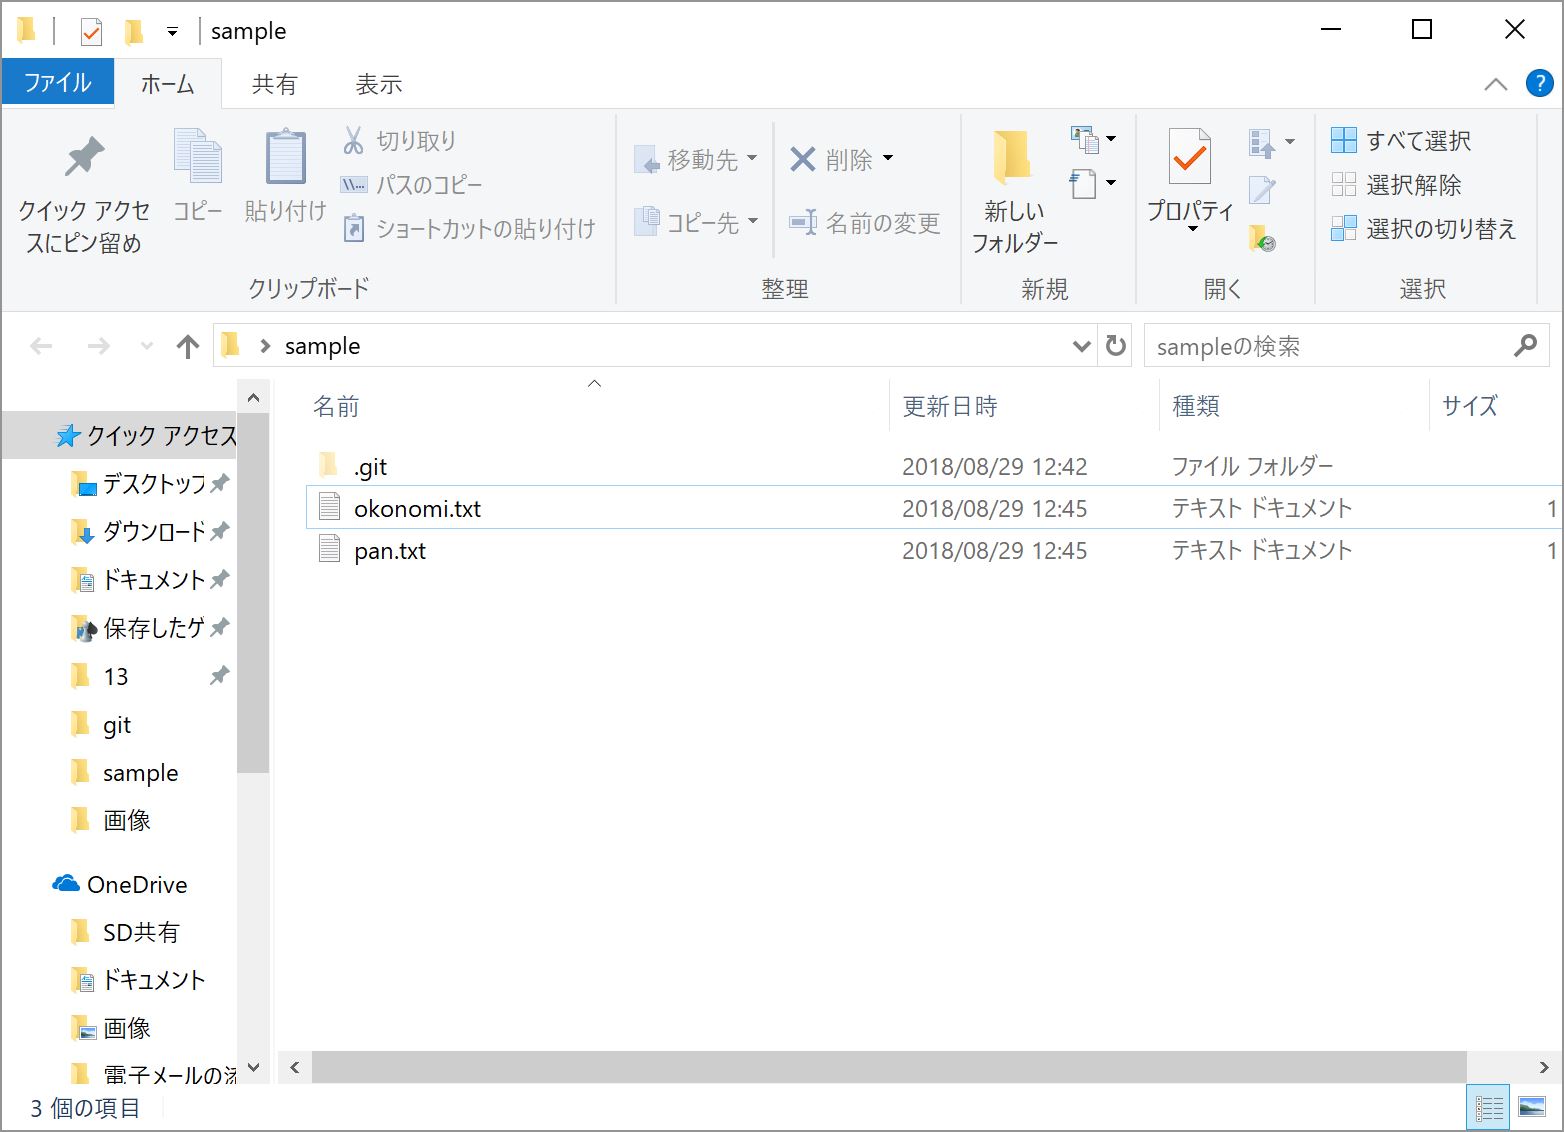 sample
ファイル
ホーム
共有
表示
?
クイック アクセ
スにピン留め
コピー
貼り付け
切り取り
パスのコピー
ショートカットの貼り付け
クリップボード
移動先
コピー先
削除
名前の変更
整理
新しい
フォルダー
新規
プロパティ
開く
すべて選択
選択解除
選択の切り替え
選択
sample
sampleの検索
クイック アクセス
デスクトップ
ダウンロード
ドキュメント
保存したゲ
13
git
sample
画像
OneDrive
SD共有
ドキュメント
画像
電子メールの
名前 更新日時 種類 サイズ
.git 2018/08/29 12:42 ファイル フォルダー
okonomi.txt 2018/08/29 12:45 テキスト ドキュメント 1
pan.txt 2018/08/29 12:45 テキスト ドキュメント 1
3 個の項目